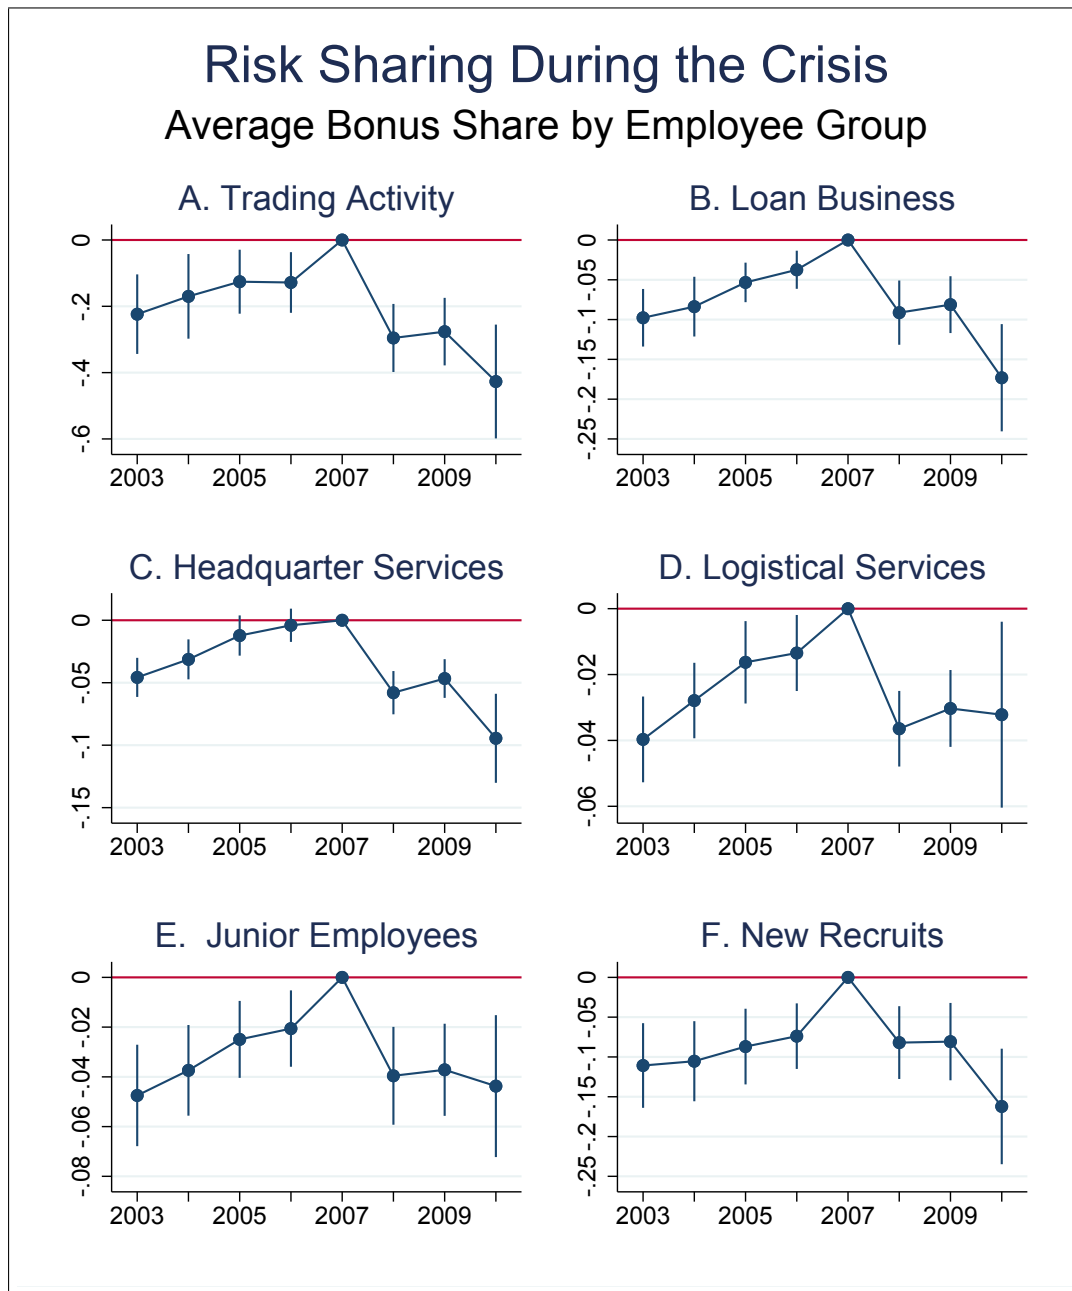 Risk Sharing During the Crisis
Average Bonus Share by Employee Group
A. Trading Activity
0
-.2
-.4
-.6
2003 2005 2007 2009
B. Loan Business
0
-.05
-.1
-.15
-.2
-.25
2003 2005 2007 2009
C. Headquarter Services
0
-.05
-.1
-.15
2003 2005 2007 2009
D. Logistical Services
0
-.02
-.04
-.06
2003 2005 2007 2009
E. Junior Employees
0
-.02
-.04
-.06
-.08
2003 2005 2007 2009
F. New Recruits
0
-.05
-.1
-.15
-.2
-.25
2003 2005 2007 2009